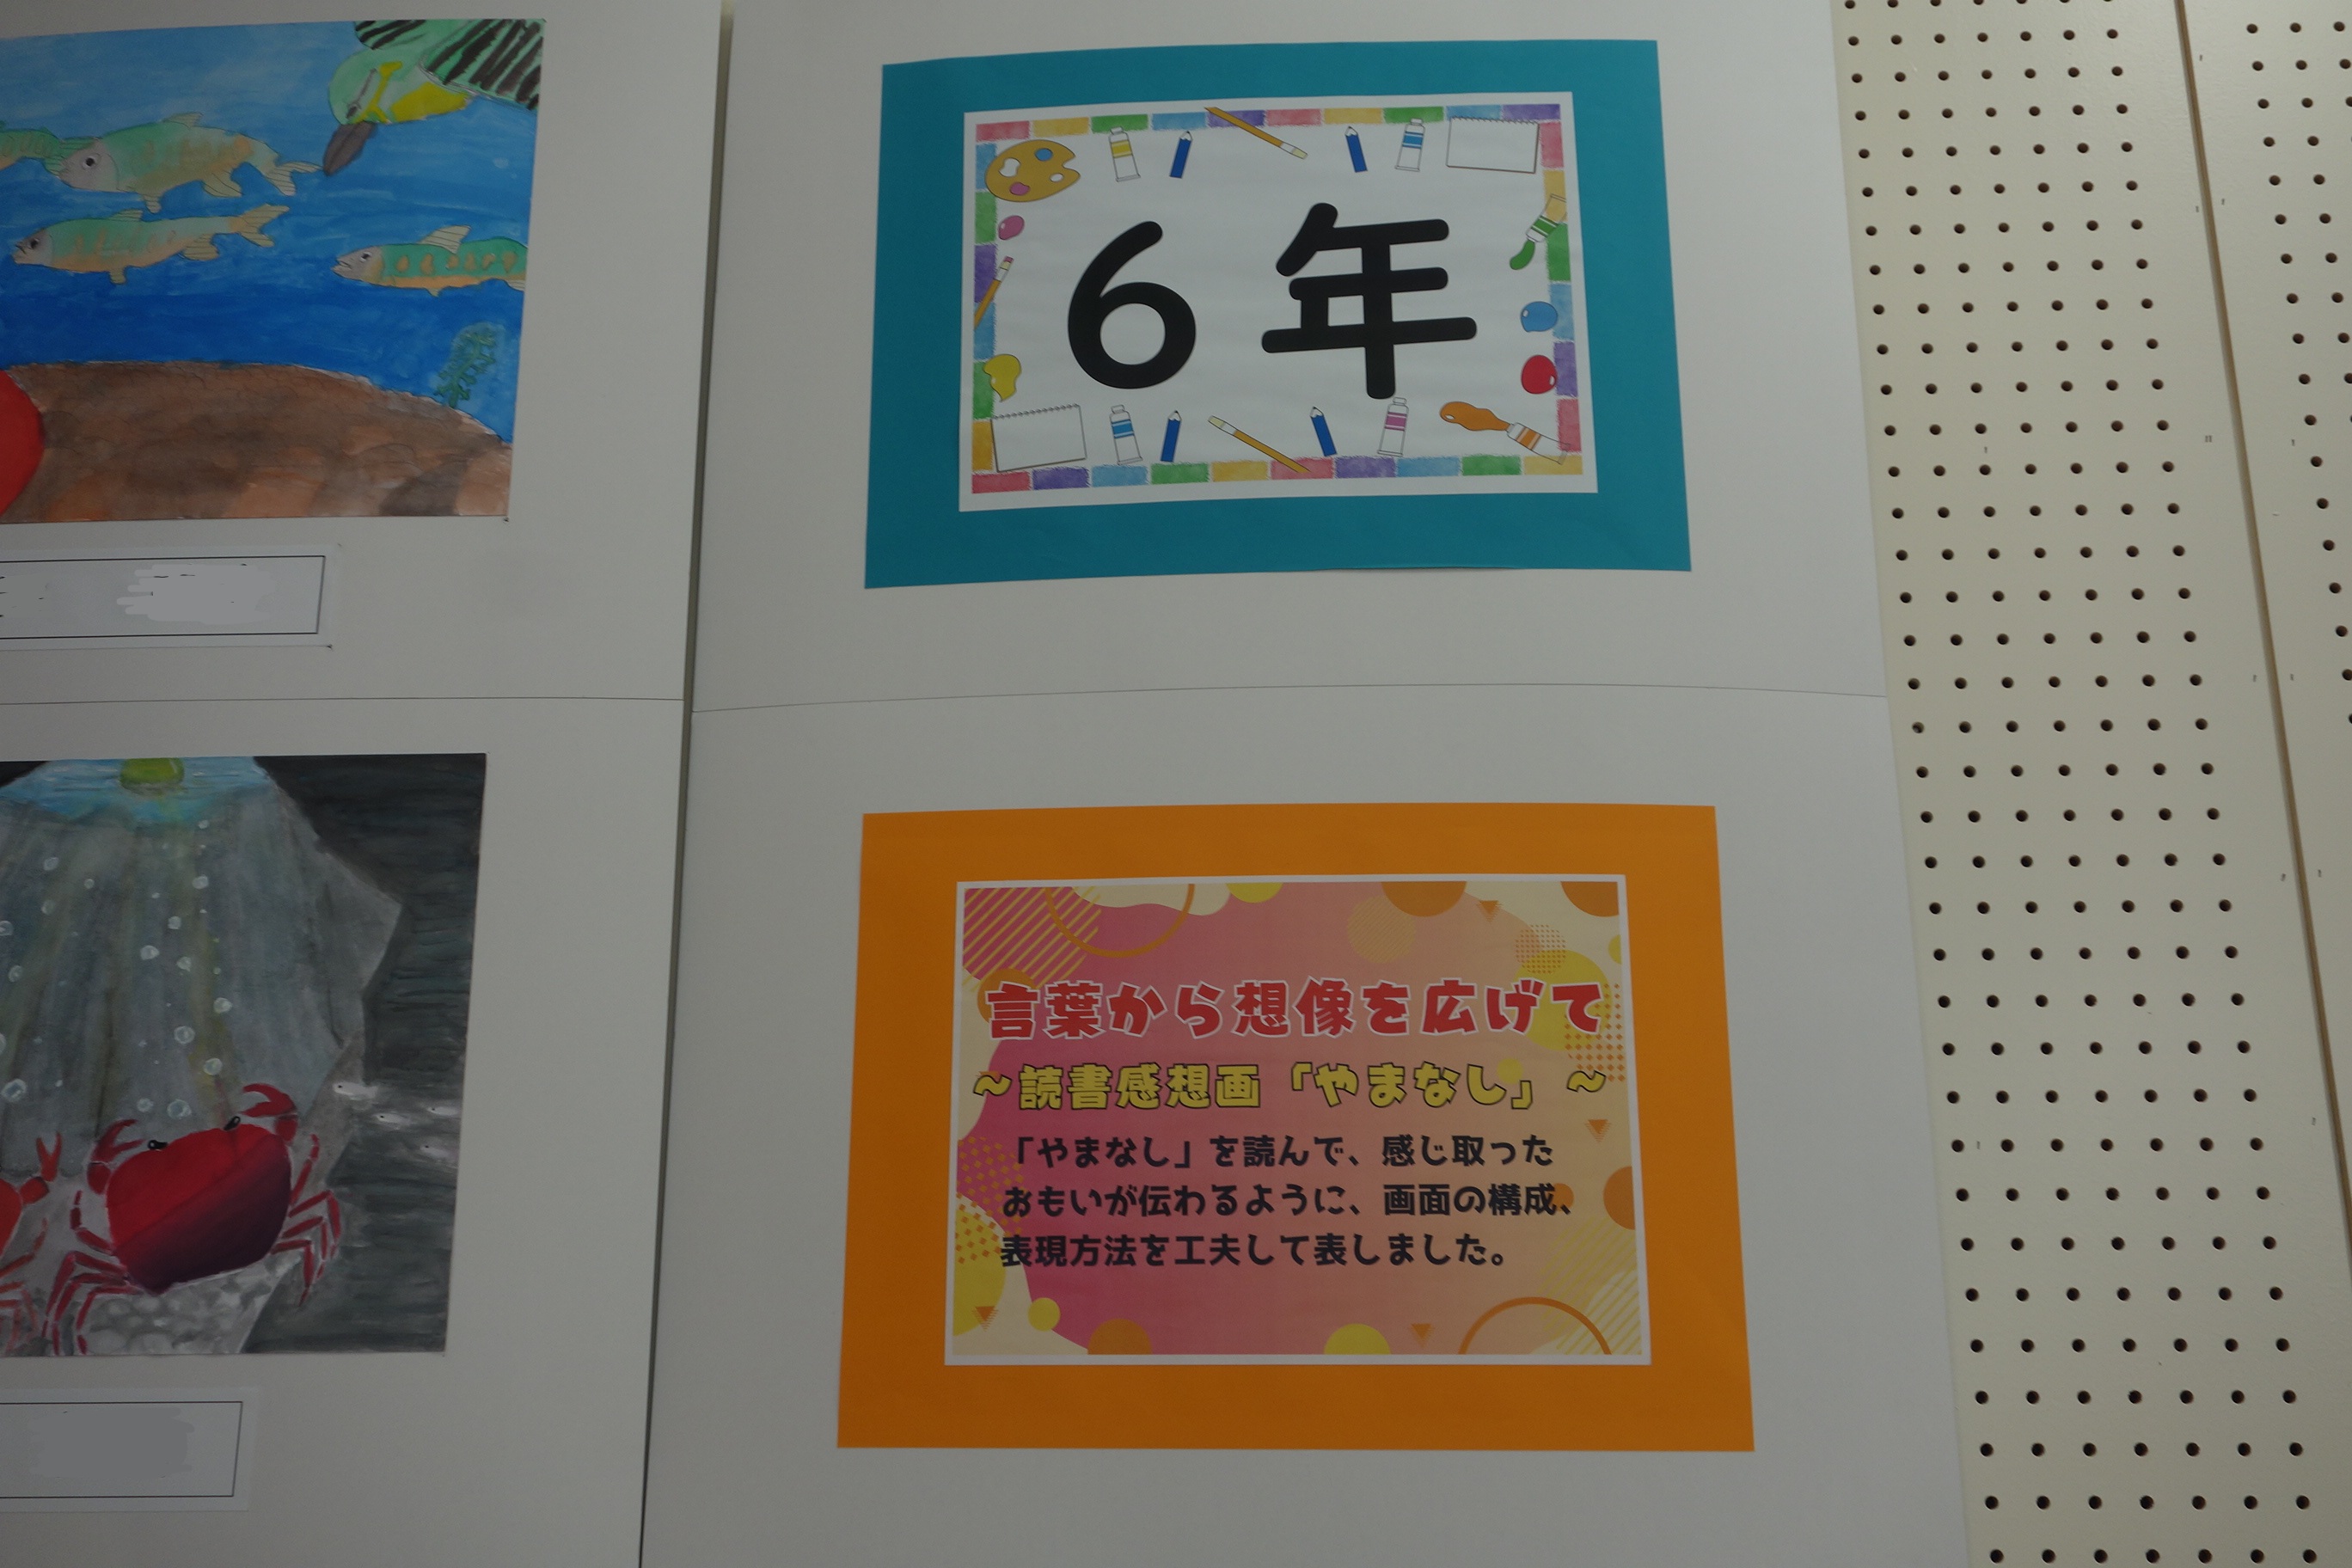 6年
言葉から想像を広げて
～読書感想画「やまなし」～
「やまなし」を読んで、感じ取った
おもいが伝わるように、画面の構成、
表現方法を工夫して表しました。